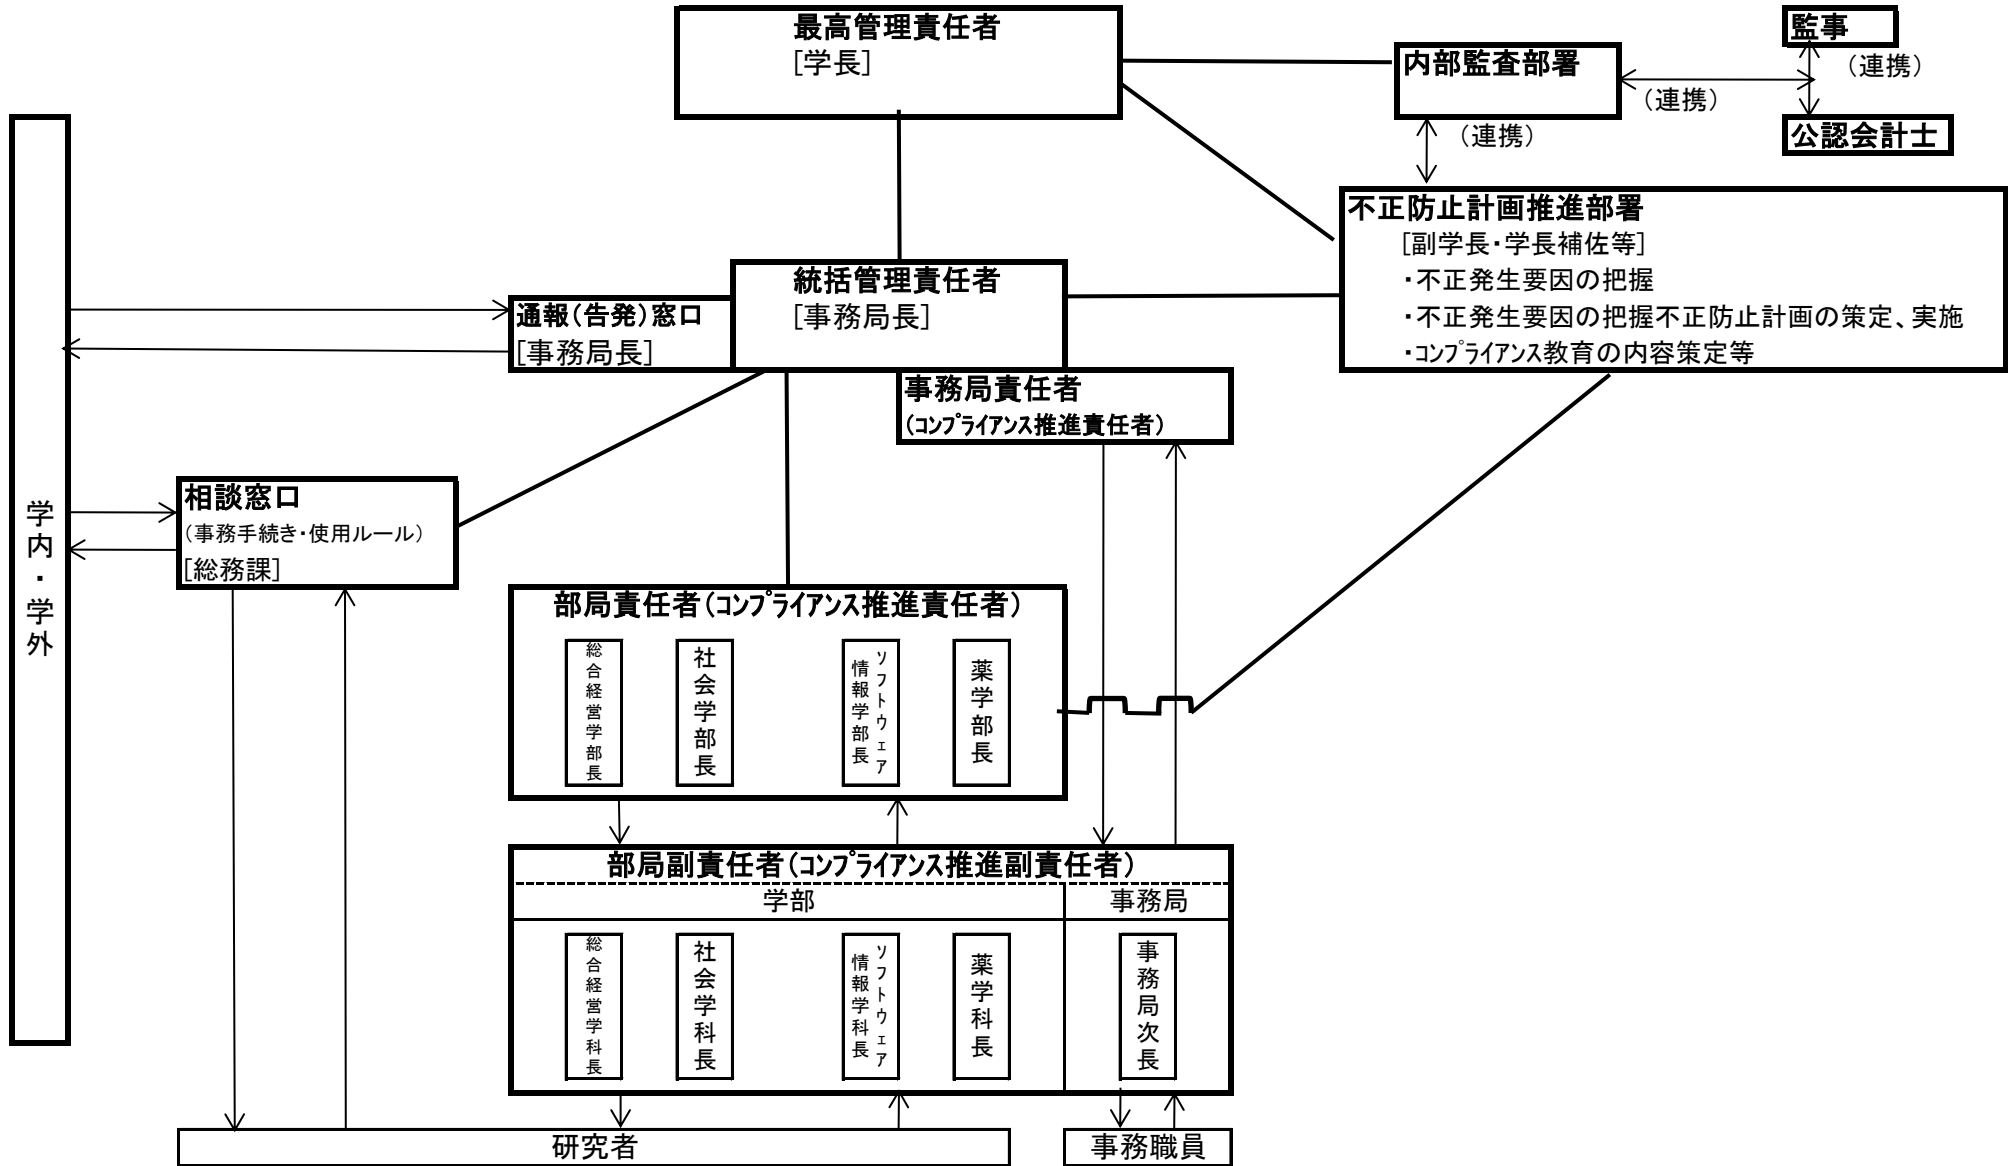 最高管理責任者
[学長]
監事
(連携)
内部監査部署
(連携)
公認会計士
(連携)
不正防止計画推進部署
[副学長・学長補佐等]
・不正発生要因の把握
・不正発生要因の把握不正防止計画の策定、実施
・ｺﾝﾌﾟﾗｲｱﾝｽ教育の内容策定等
統括管理責任者
[事務局長]
通報(告発)窓口
[事務局長]
事務局責任者
(ｺﾝﾌﾟﾗｲｱﾝｽ推進責任者)
学内・学外
相談窓口
(事務手続き・使用ルール)
[総務課]
部局責任者(ｺﾝﾌﾟﾗｲｱﾝｽ推進責任者)
総合経営学部長
社会学部長
ソフトウェア
情報学部長
薬学部長
部局副責任者(ｺﾝﾌﾟﾗｲｱﾝｽ推進副責任者)
学部
事務局
総合経営学科長
社会学科長
ソフトウェア
情報学科長
薬学科長
事務局次長
研究者
事務職員